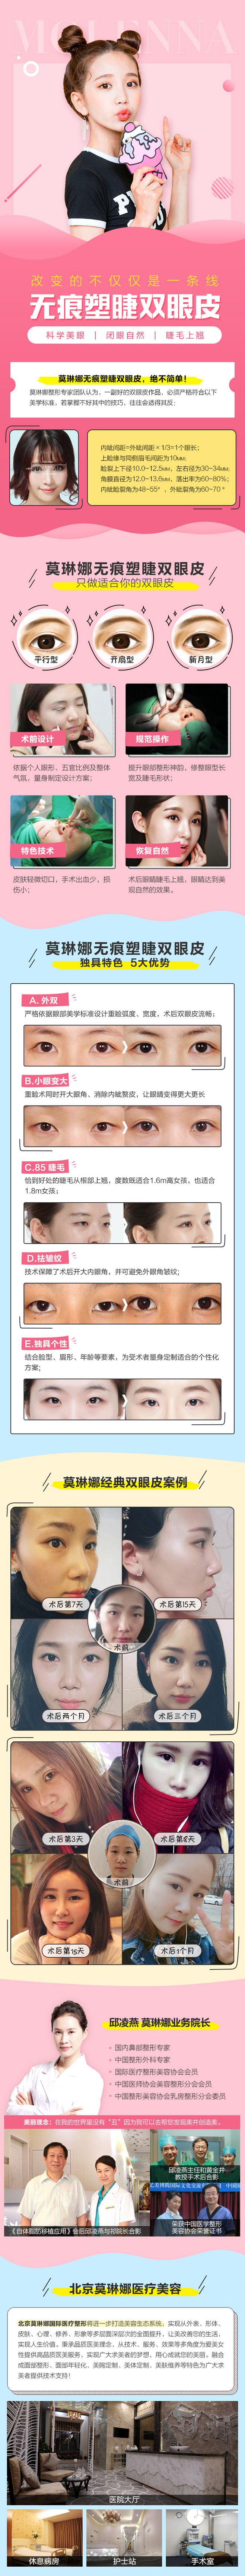 MOLENNA
改变的不仅仅是一条线
无痕塑睫双眼皮
科学美眼 | 闭眼自然 | 睫毛上翘
莫琳娜无痕塑睫双眼皮，绝不简单！
莫琳娜整形专家团队认为，一副好的双眼皮作品，必须严格符合以下
美学标准，若掌握不好其中的技巧，往往会适得其反：
内眦间距=外眦间距×1/3=1个眼长；
上睑缘与同侧眉毛间距为10mm;
睑裂上下径10.0~12.5mm，左右径为30~34mm;
角膜直径为12.0~13.6mm，落出率为60~80%；
内眦睑裂角为48~55°，外眦裂角为60~70°
莫琳娜无痕塑睫双眼皮
只做适合你的双眼皮
平行型
开扇型
新月型
术前设计
依据个人眼形、五官比例及整体
气氛，量身制定设计方案；
规范操作
提升眼部整形神韵，修整眼型长
宽及睫毛形状；
特色技术
皮肤轻微切口，手术出血少，损
伤小；
恢复自然
术后眼睛睫毛上翘，眼睛达到美
观自然的效果。
莫琳娜无痕塑睫双眼皮
独具特色 5大优势
A. 外双
严格依据眼部美学标准设计重睑弧度、宽度，术后双眼皮流畅；
B.小眼变大
重睑术同时开大眼角，消除内眦赘皮，让眼睛变得更大更长
C.85 睫毛
恰到好处的睫毛从根部上翘，度数既适合1.6m高女孩，也适合
1.8m女孩；
D.祛皱纹
技术保障了术后开大内眼角，并可避免外眼角皱纹；
E.独具个性
结合脸型、眉形、年龄等要素，为受术者量身定制适合的个性化
方案；
莫琳娜经典双眼皮案例
术后第7天
术后第15天
术前
术后两个月
术后三个月
术后第3天
术后第8天
术前
术后第15天
术后1个月
邱凌燕 莫琳娜业务院长
· 国内鼻部整形专家
· 中国整形外科专家
· 国际医疗整形美容协会会员
· 中国医师协会美容整形分会会员
· 中国整形美容协会乳房整形分会委员
美丽理念：在我的世界里没有“丑”因为我可以去帮您发现美并创造美。
《自体脂肪移植应用》会后邱凌燕与祁院长合影
邱凌燕主任和黄金井
教授手术后合影
荣获中国医学整形
美容协会荣誉证书
北京莫琳娜医疗美容
北京莫琳娜国际医疗整形将进一步打造美容生态系统，实现从外表、形体、
皮肤、心理、修养、形象等多层面深层次的全面提升，让美改善您的生活，
实现人生价值。秉承品质医美理念，从技术、服务、效果等多角度为爱美女
性提供高品质医美服务，实现广大求美者的梦想，用心成就您的美丽。融合
成面部整形、面部年轻化、美胸定制、美体定制、美肤维养等特色为广大求
美者提供技术支持！
医院大厅
休息病房
护士站
手术室